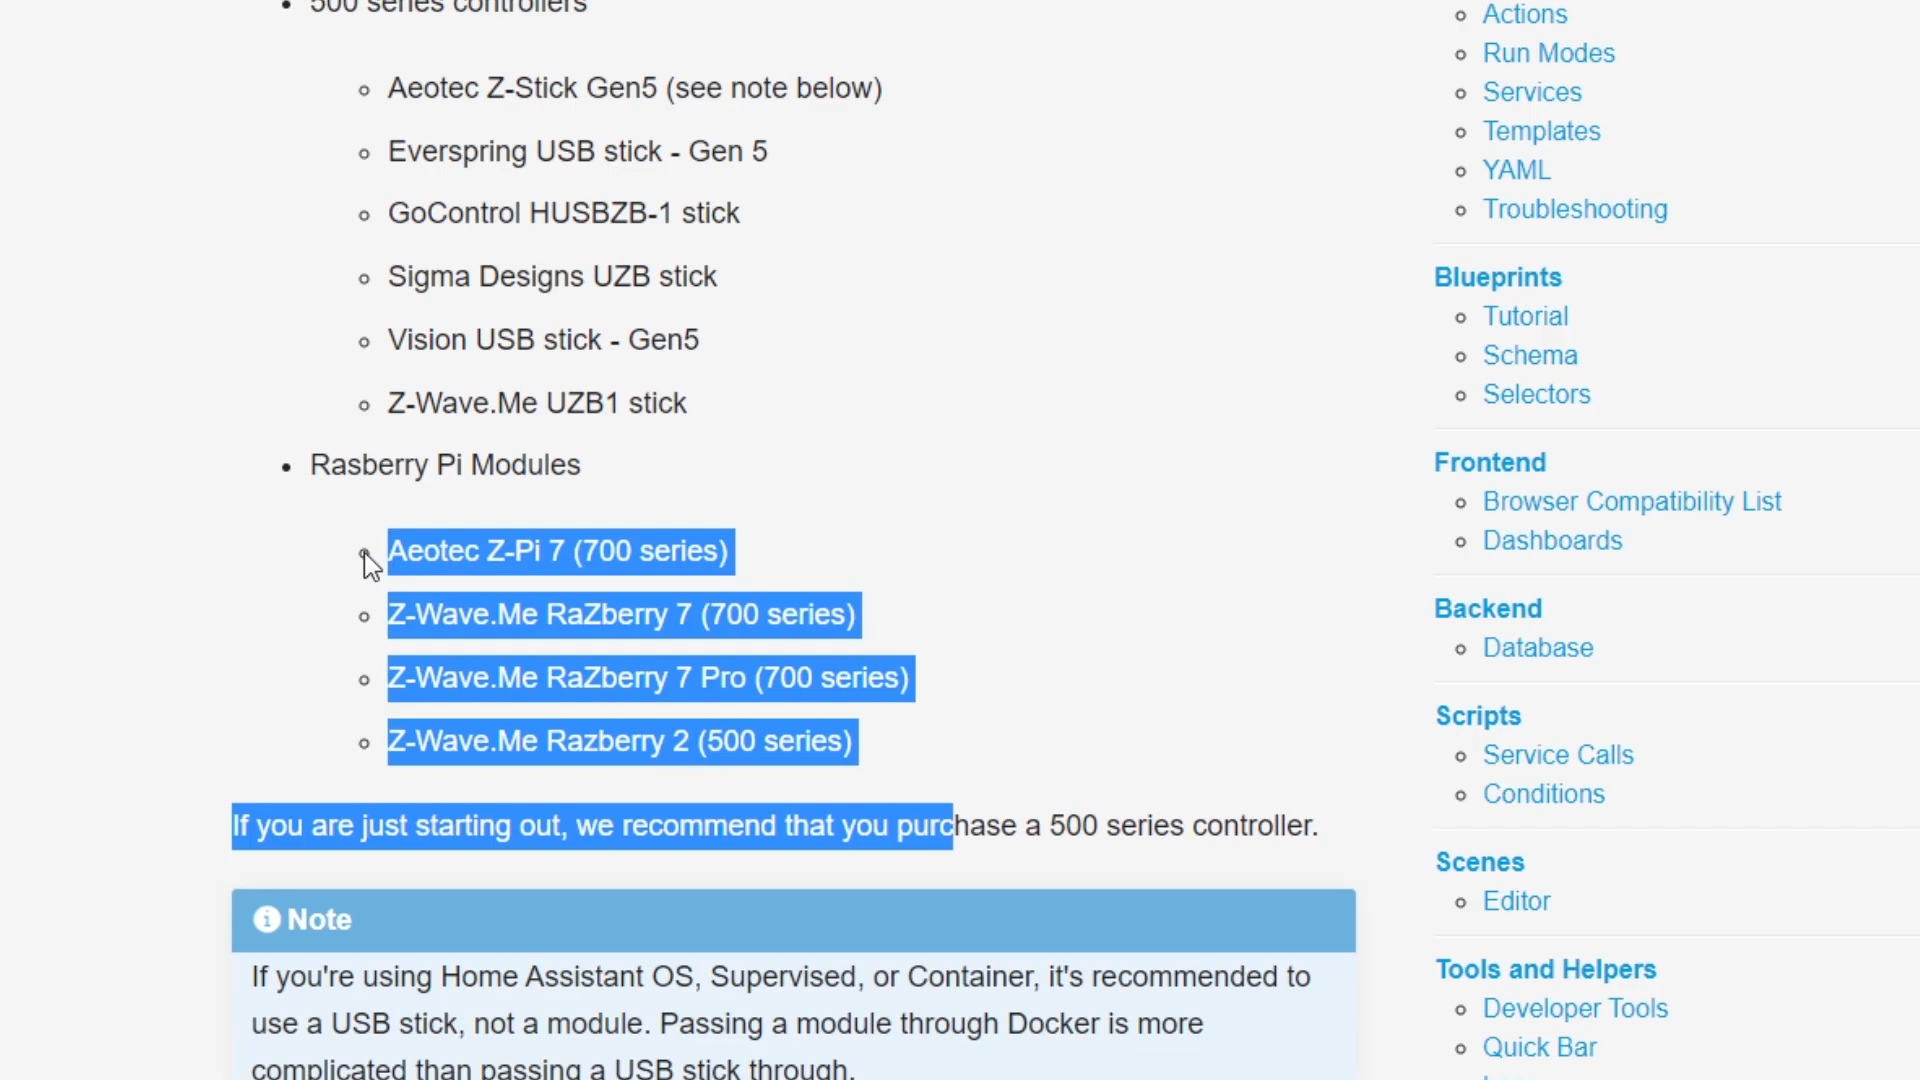 500 series controllers
Aeotec Z-Stick Gen5 (see note below)
Everspring USB stick - Gen 5
GoControl HUSBZB-1 stick
Sigma Designs UZB stick
Vision USB stick - Gen5
Z-Wave.Me UZB1 stick
Rasberry Pi Modules
Aeotec Z-Pi 7 (700 series)
Z-Wave.Me RaZberry 7 (700 series)
Z-Wave.Me RaZberry 7 Pro (700 series)
Z-Wave.Me Razberry 2 (500 series)
If you are just starting out, we recommend that you purchase a 500 series controller.
Note
If you're using Home Assistant OS, Supervised, or Container, it's recommended to
use a USB stick, not a module. Passing a module through Docker is more
complicated than passing a USB stick through.
Actions
Run Modes
Services
Templates
YAML
Troubleshooting
Blueprints
Tutorial
Schema
Selectors
Frontend
Browser Compatibility List
Dashboards
Backend
Database
Scripts
Service Calls
Conditions
Scenes
Editor
Tools and Helpers
Developer Tools
Quick Bar